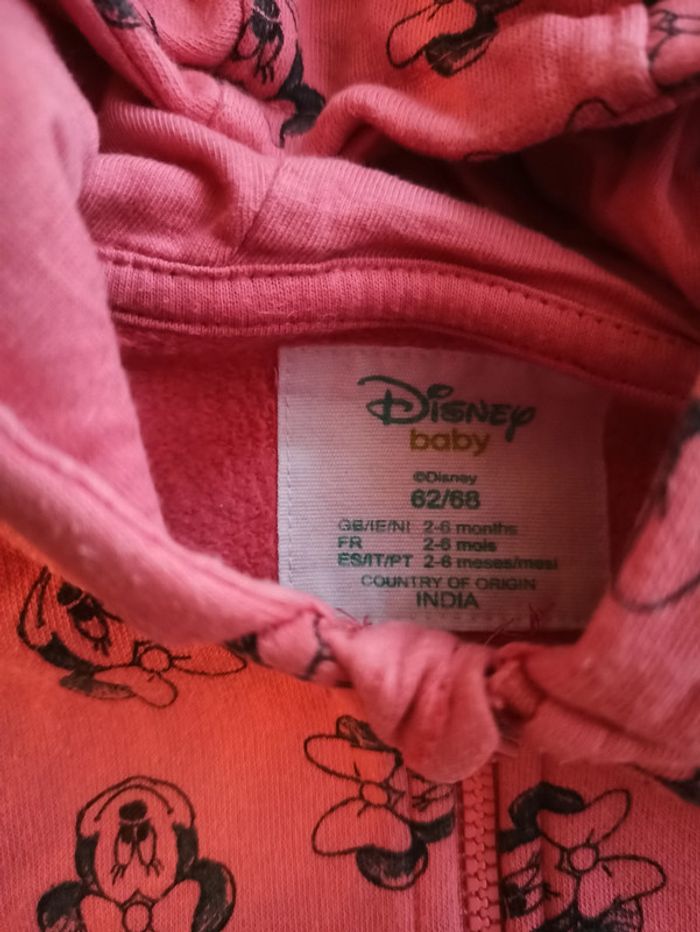 Disney
baby
©Disney
62/68
GB/IE/NI 2-6 months
FR 2-6 mois
ES/IT/PT 2-6 meses/mesi
COUNTRY OF ORIGIN
INDIA